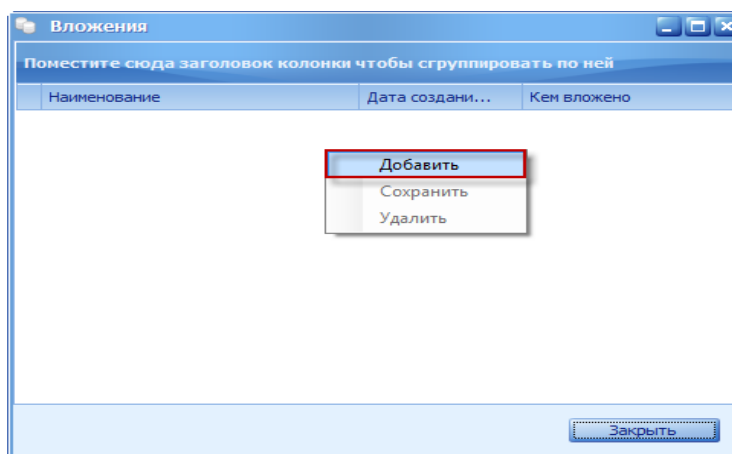 Вложения
Поместите сюда заголовок колонки чтобы сгруппировать по ней
Наименование Дата создани... Кем вложено
Добавить
Сохранить
Удалить
Закрыть